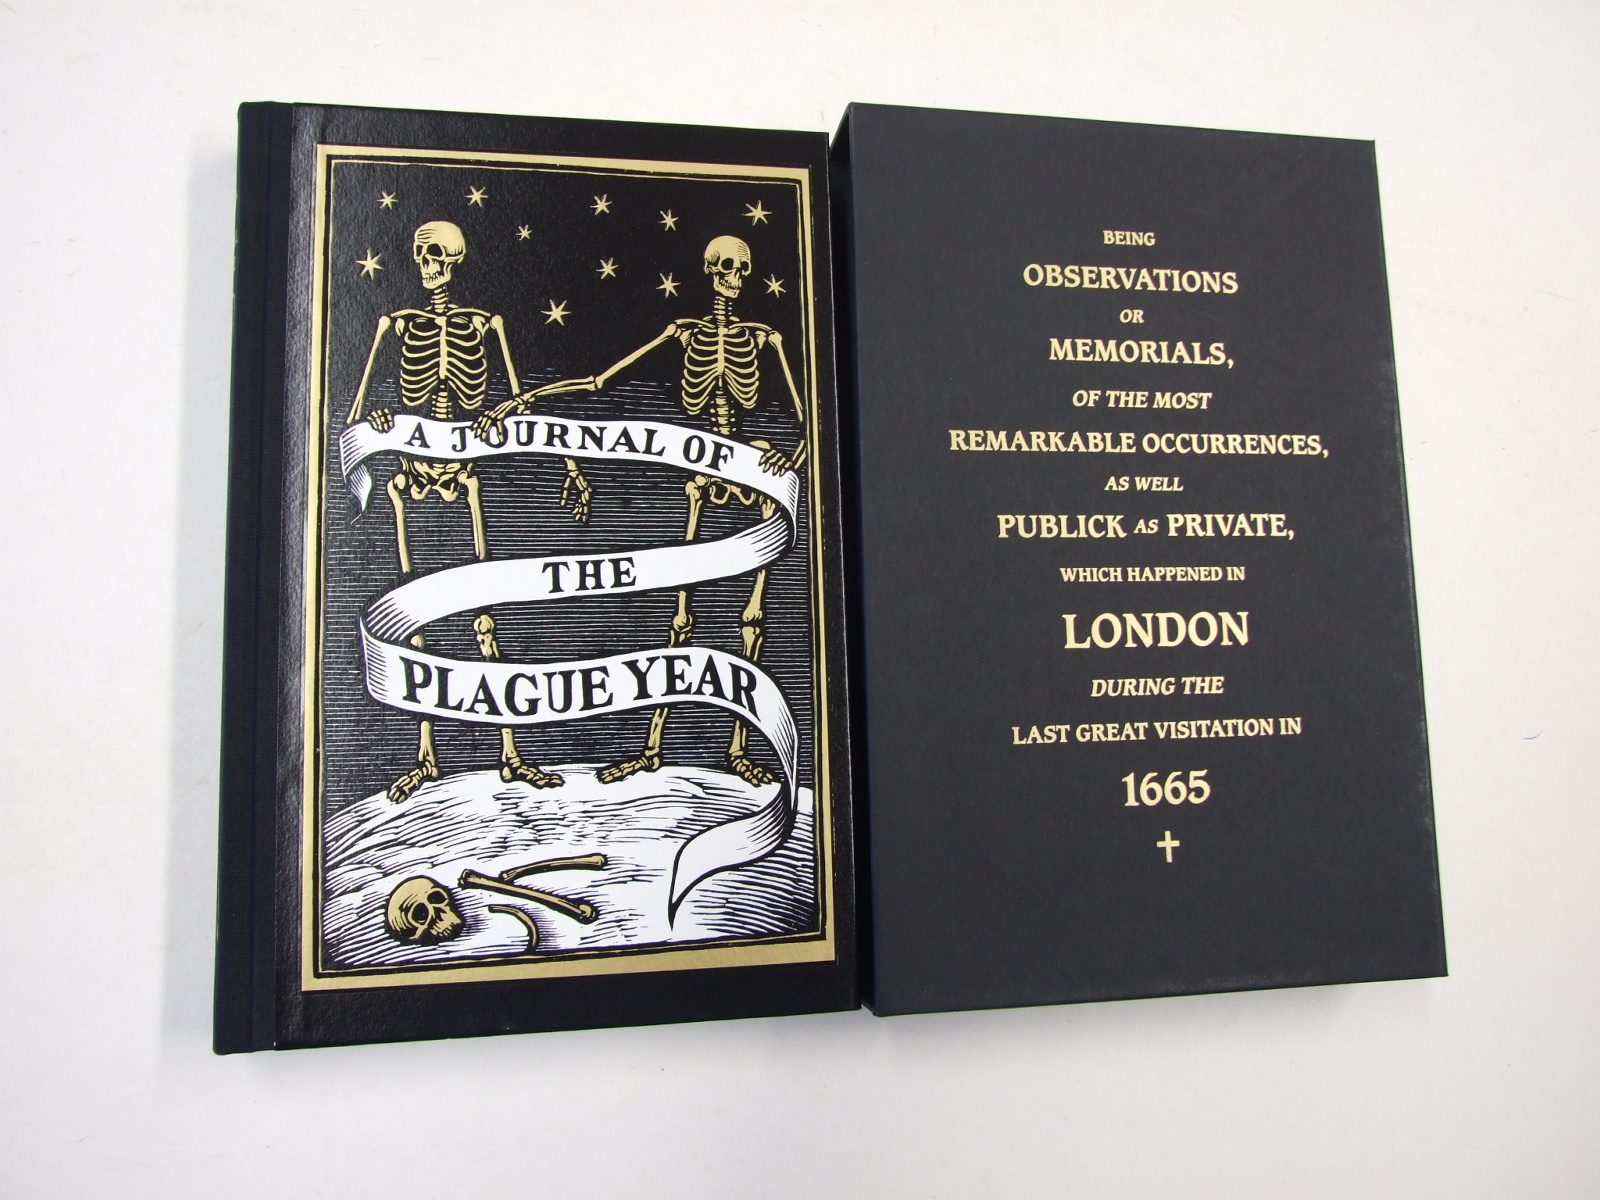 A JOURNAL OF
THE
PLAGUE YEAR
BEING
OBSERVATIONS
OR
MEMORIALS,
OF THE MOST
REMARKABLE OCCURRENCES,
AS WELL
PUBLICK AS PRIVATE,
WHICH HAPPENED IN
LONDON
DURING THE
LAST GREAT VISITATION IN
1665